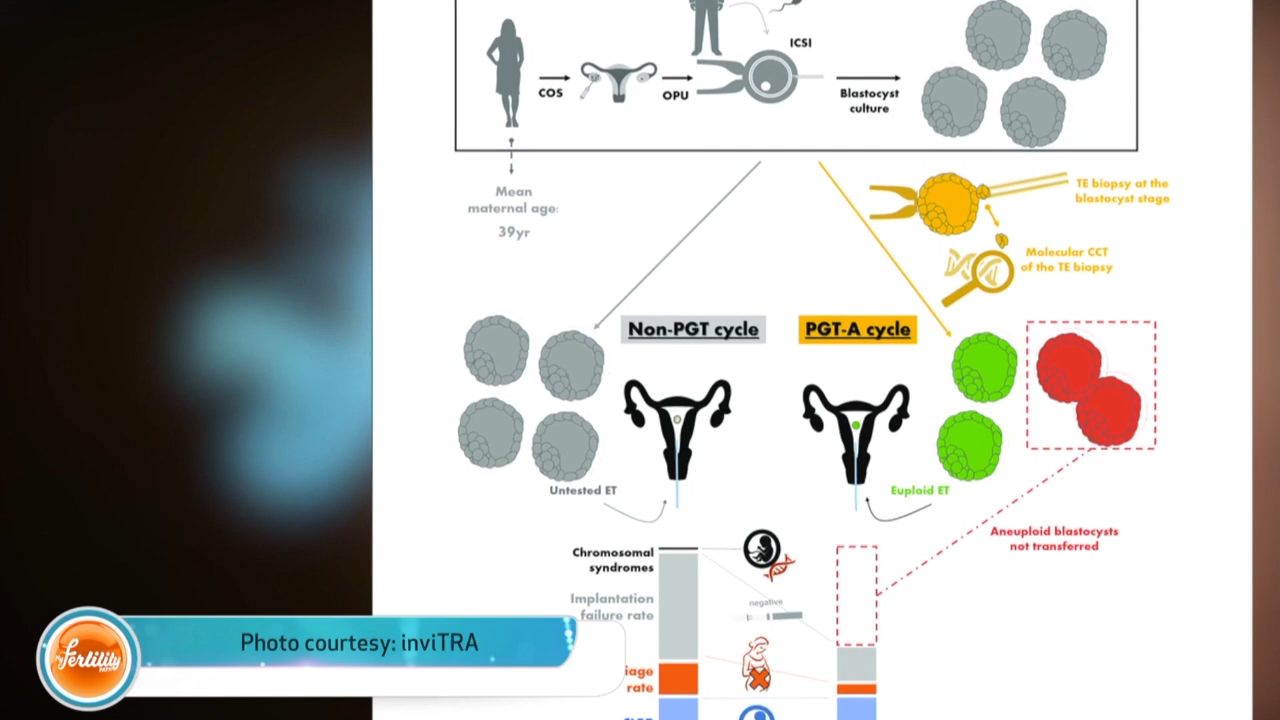 ICSI
COS
OPU
Blastocyst
culture
Mean
maternal age:
39yr
TE biopsy at the
blastocyst stage
Molecular CCT
of the TE biopsy
Non-PGT cycle
PGT-A cycle
Untested ET
Euploid ET
Aneuploid blastocysts
not transferred
Chromosomal
syndromes
Implantation
failure rate
negative
iage
rate
Photo courtesy: inviTRA
Fertility